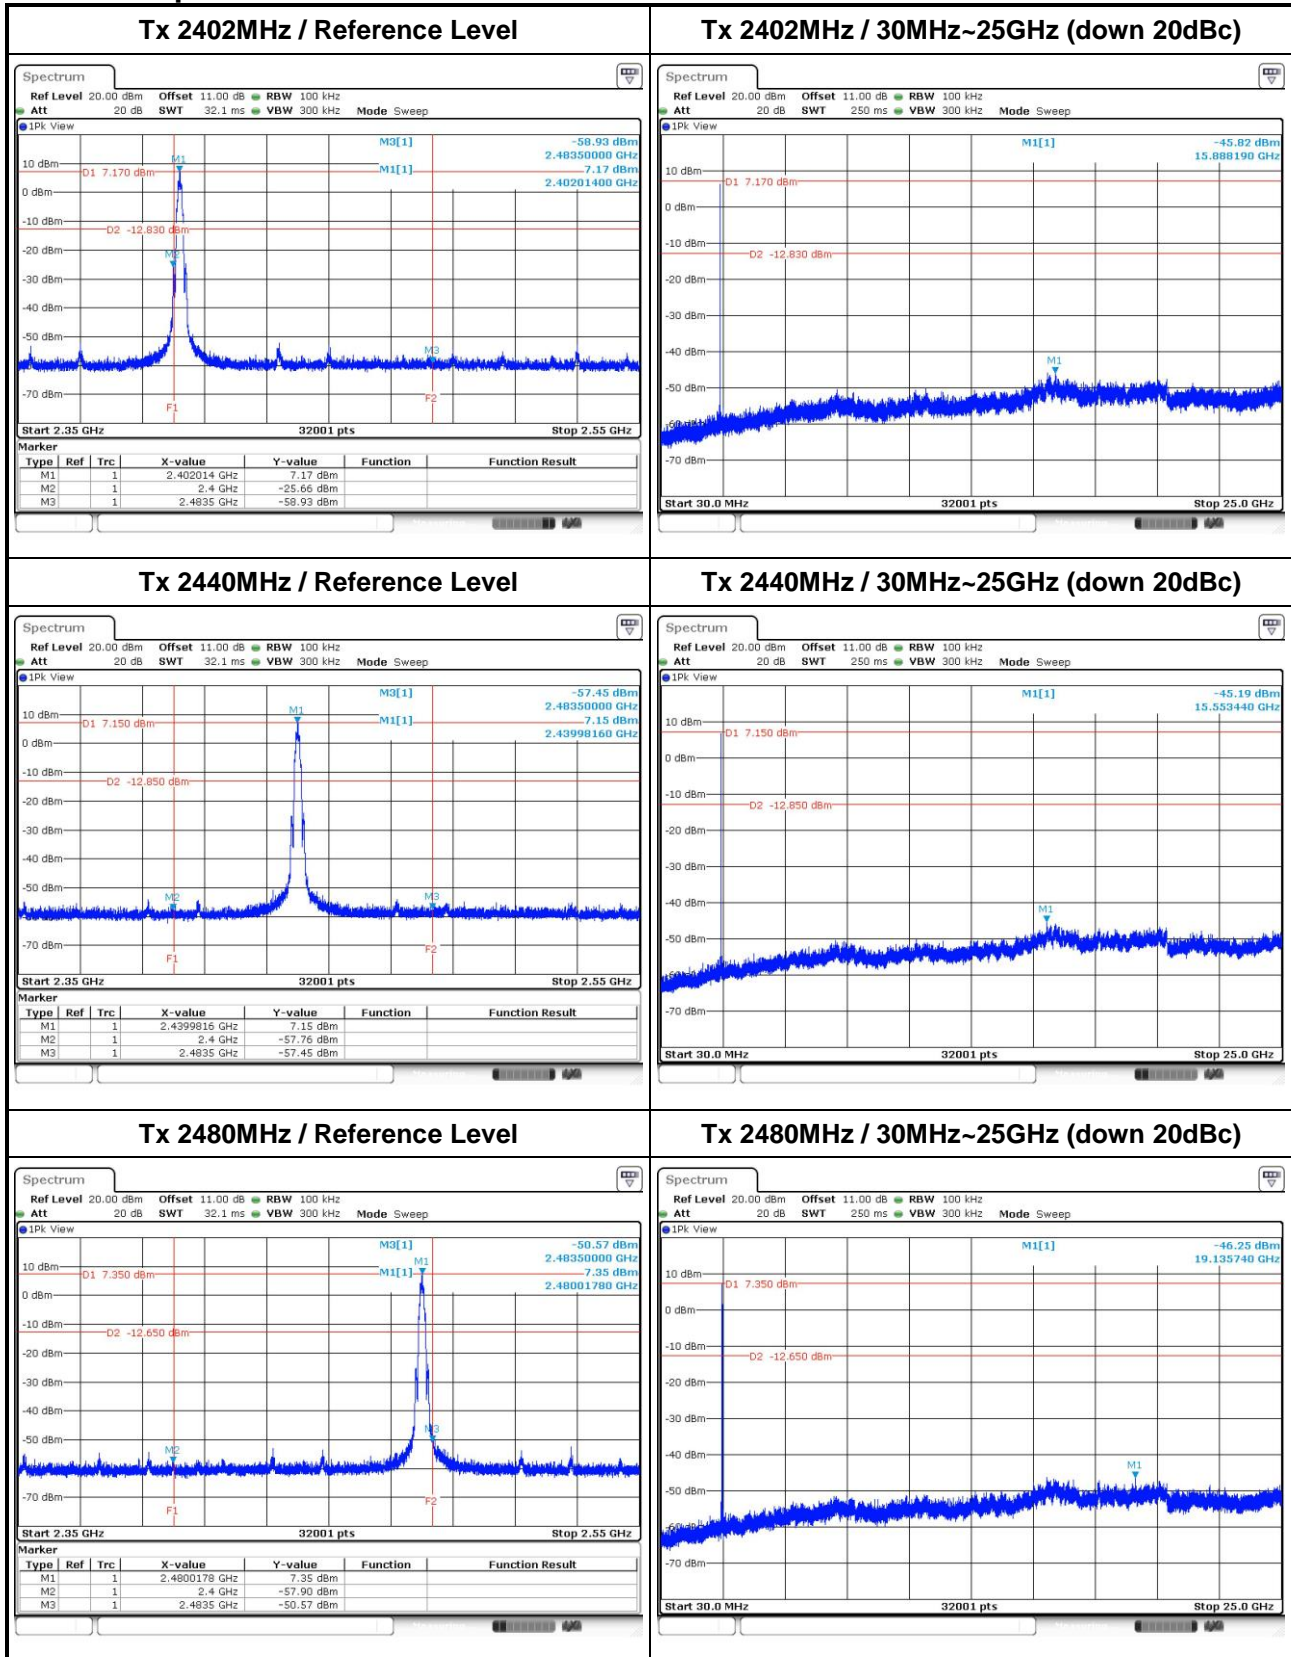 Tx 2402MHz / Reference Level
Tx 2402MHz / 30MHz~25GHz (down 20dBc)
Spectrum
Ref Level 20.00 dBm Offset 11.00 dB RBW 100 kHz
Att 20 dB SWT 32.1 ms VBW 300 kHz Mode Sweep
1Pk View
M3[1] -58.93 dBm
2.48350000 GHz
M1[1] 7.17 dBm
2.40201400 GHz
M1
10 dBm
D1 7.170 dBm
0 dBm
-10 dBm
D2 -12.830 dBm
-20 dBm
M2
-30 dBm
-40 dBm
-50 dBm
M3
-70 dBm
F1
F2
Start 2.35 GHz 32001 pts Stop 2.55 GHz
Marker
Type Ref Trc X-value Y-value Function Function Result
M1 1 2.402014 GHz 7.17 dBm
M2 1 2.4 GHz -25.66 dBm
M3 1 2.4835 GHz -58.93 dBm
Spectrum
Ref Level 20.00 dBm Offset 11.00 dB RBW 100 kHz
Att 20 dB SWT 250 ms VBW 300 kHz Mode Sweep
1Pk View
M1[1] -45.82 dBm
15.888190 GHz
10 dBm
D1 7.170 dBm
0 dBm
-10 dBm
D2 -12.830 dBm
-20 dBm
-30 dBm
-40 dBm
M1
-50 dBm
-70 dBm
Start 30.0 MHz 32001 pts Stop 25.0 GHz
Tx 2440MHz / Reference Level
Tx 2440MHz / 30MHz~25GHz (down 20dBc)
Spectrum
Ref Level 20.00 dBm Offset 11.00 dB RBW 100 kHz
Att 20 dB SWT 32.1 ms VBW 300 kHz Mode Sweep
1Pk View
M3[1] -57.45 dBm
2.48350000 GHz
M1[1] 7.15 dBm
2.43998160 GHz
M1
10 dBm
D1 7.150 dBm
0 dBm
-10 dBm
D2 -12.850 dBm
-20 dBm
-30 dBm
-40 dBm
-50 dBm
M2
M3
-70 dBm
F1
F2
Start 2.35 GHz 32001 pts Stop 2.55 GHz
Marker
Type Ref Trc X-value Y-value Function Function Result
M1 1 2.4399816 GHz 7.15 dBm
M2 1 2.4 GHz -57.76 dBm
M3 1 2.4835 GHz -57.45 dBm
Spectrum
Ref Level 20.00 dBm Offset 11.00 dB RBW 100 kHz
Att 20 dB SWT 250 ms VBW 300 kHz Mode Sweep
1Pk View
M1[1] -45.19 dBm
15.553440 GHz
10 dBm
D1 7.150 dBm
0 dBm
-10 dBm
D2 -12.850 dBm
-20 dBm
-30 dBm
-40 dBm
M1
-50 dBm
-70 dBm
Start 30.0 MHz 32001 pts Stop 25.0 GHz
Tx 2480MHz / Reference Level
Tx 2480MHz / 30MHz~25GHz (down 20dBc)
Spectrum
Ref Level 20.00 dBm Offset 11.00 dB RBW 100 kHz
Att 20 dB SWT 32.1 ms VBW 300 kHz Mode Sweep
1Pk View
M3[1] -50.57 dBm
2.48350000 GHz
M1[1] 7.35 dBm
2.48001780 GHz
M1
10 dBm
D1 7.350 dBm
0 dBm
-10 dBm
D2 -12.650 dBm
-20 dBm
-30 dBm
-40 dBm
M3
-50 dBm
M2
-70 dBm
F1
F2
Start 2.35 GHz 32001 pts Stop 2.55 GHz
Marker
Type Ref Trc X-value Y-value Function Function Result
M1 1 2.4800178 GHz 7.35 dBm
M2 1 2.4 GHz -57.90 dBm
M3 1 2.4835 GHz -50.57 dBm
Spectrum
Ref Level 20.00 dBm Offset 11.00 dB RBW 100 kHz
Att 20 dB SWT 250 ms VBW 300 kHz Mode Sweep
1Pk View
M1[1] -46.25 dBm
19.135740 GHz
10 dBm
D1 7.350 dBm
0 dBm
-10 dBm
D2 -12.650 dBm
-20 dBm
-30 dBm
-40 dBm
M1
-50 dBm
-70 dBm
Start 30.0 MHz 32001 pts Stop 25.0 GHz